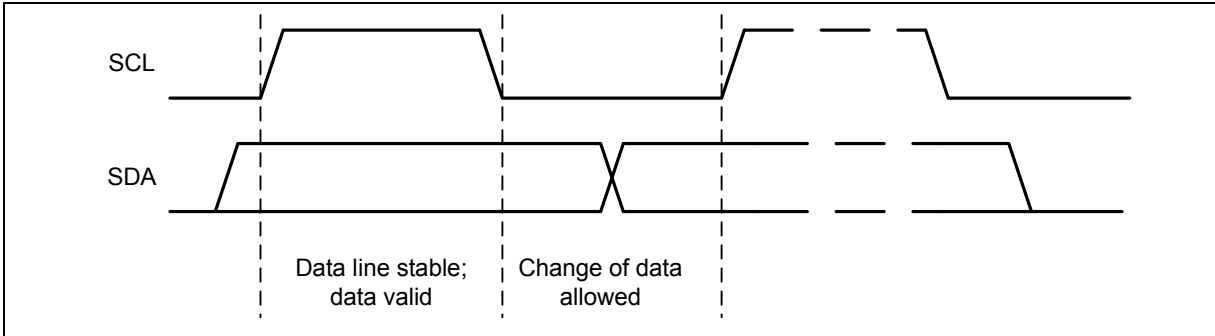 SCL
SDA
Data line stable;
data valid
Change of data
allowed